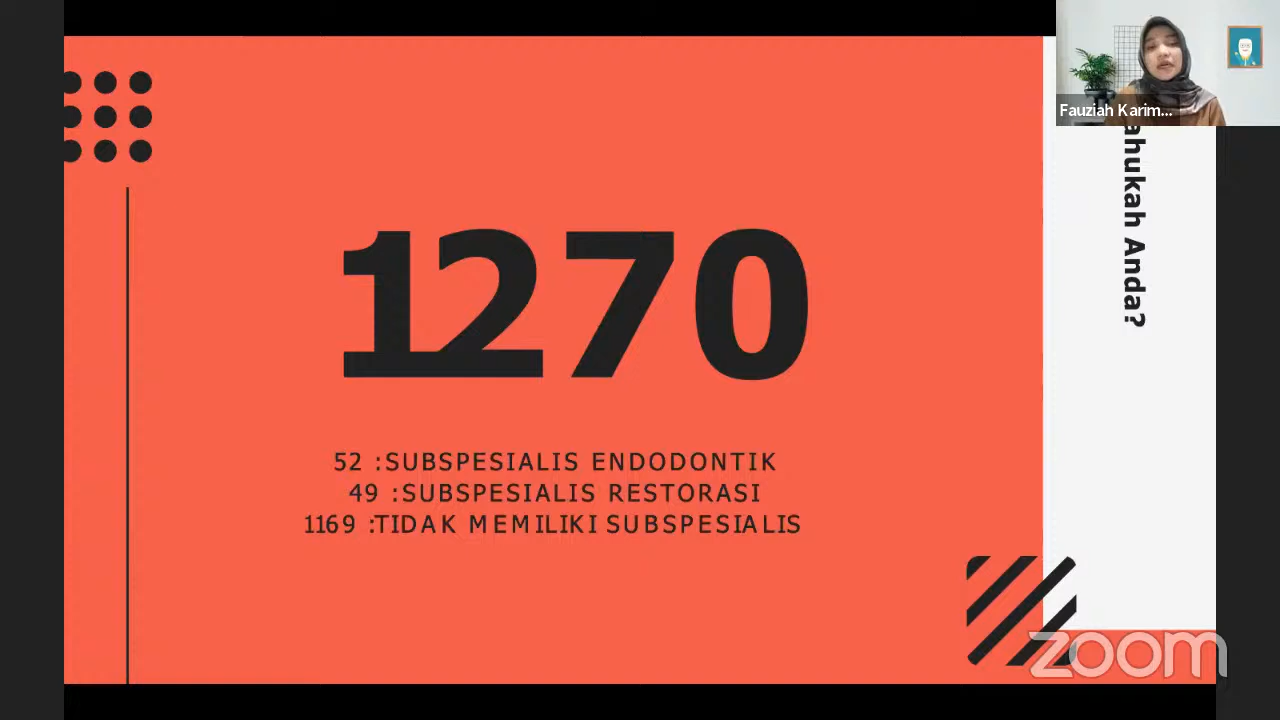 Fauziah Karim...
ahukah Anda?
1270
52 :SUBSPESIALIS ENDODONTIK
49 :SUBSPESIALIS RESTORASI
1169 :TIDAK MEMILIKI SUBSPESIALIS
zoom